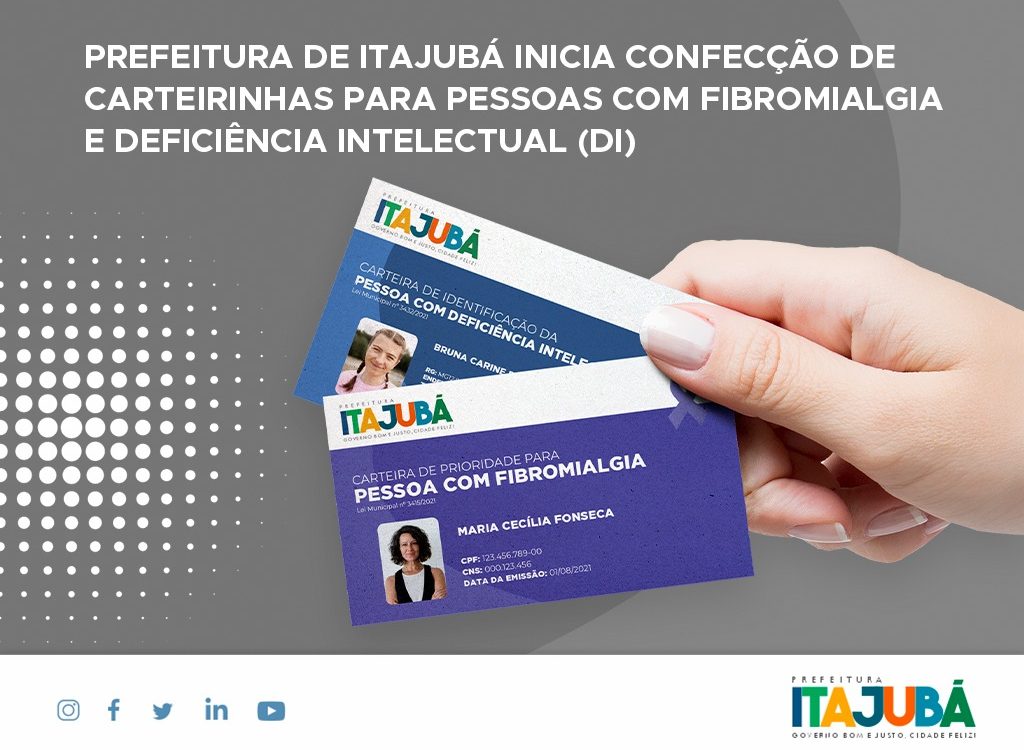 PREFEITURA DE ITAJUBÁ INICIA CONFECÇÃO DE
CARTEIRINHAS PARA PESSOAS COM FIBROMIALGIA
E DEFICIÊNCIA INTELECTUAL (DI)
PREFEITURA
ITAJUBÁ
GOVERNO BOM E JUSTO, CIDADE FELIZ!
CARTEIRA DE IDENTIFICAÇÃO DA
PESSOA COM DEFICIÊNCIA INTELE
Lei Municipal nº 3432/2021
BRUNA CARINE
RG:
PREFEITURA
ITAJUBÁ
GOVERNO BOM E JUSTO, CIDADE FELIZ!
CARTEIRA DE PRIORIDADE PARA
PESSOA COM FIBROMIALGIA
Lei Municipal nº 3415/2021
MARIA CECÍLIA FONSECA
CPF: 123.456.789-00
CNS: 000.123.456
DATA DA EMISSÃO: 01/08/2021
PREFEITURA
ITAJUBÁ
GOVERNO BOM E JUSTO, CIDADE FELIZ!